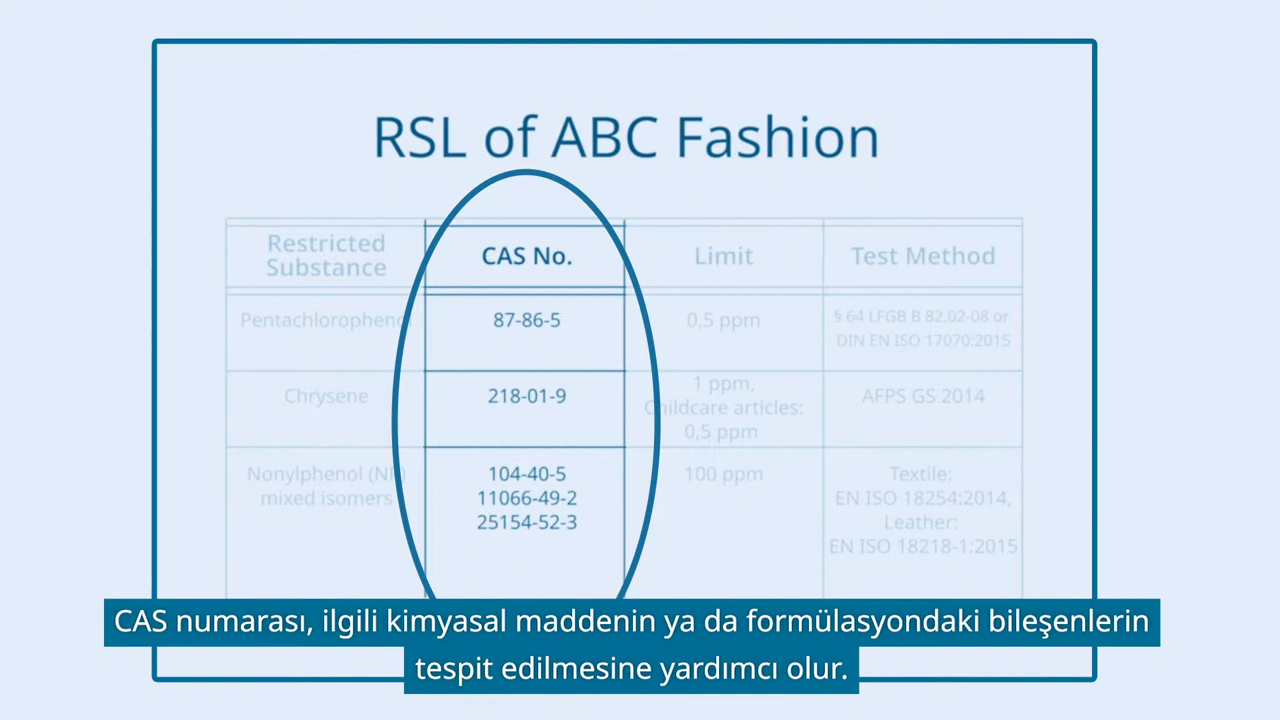 RSL of ABC Fashion
Restricted
Substance
CAS No.
Limit
Test Method
Pentachlorophenol
87-86-5
0,5 ppm
§ 64 LFGB B 82.02-08 or
DIN EN ISO 17070:2015
Chrysene
218-01-9
1 ppm,
Childcare articles:
0,5 ppm
AFPS GS 2014
Nonylphenol (NP)
mixed isomers
104-40-5
11066-49-2
25154-52-3
100 ppm
Textile:
EN ISO 18254:2014,
Leather:
EN ISO 18218-1:2015
CAS numarası, ilgili kimyasal maddenin ya da formülasyondaki bileşenlerin
tespit edilmesine yardımcı olur.